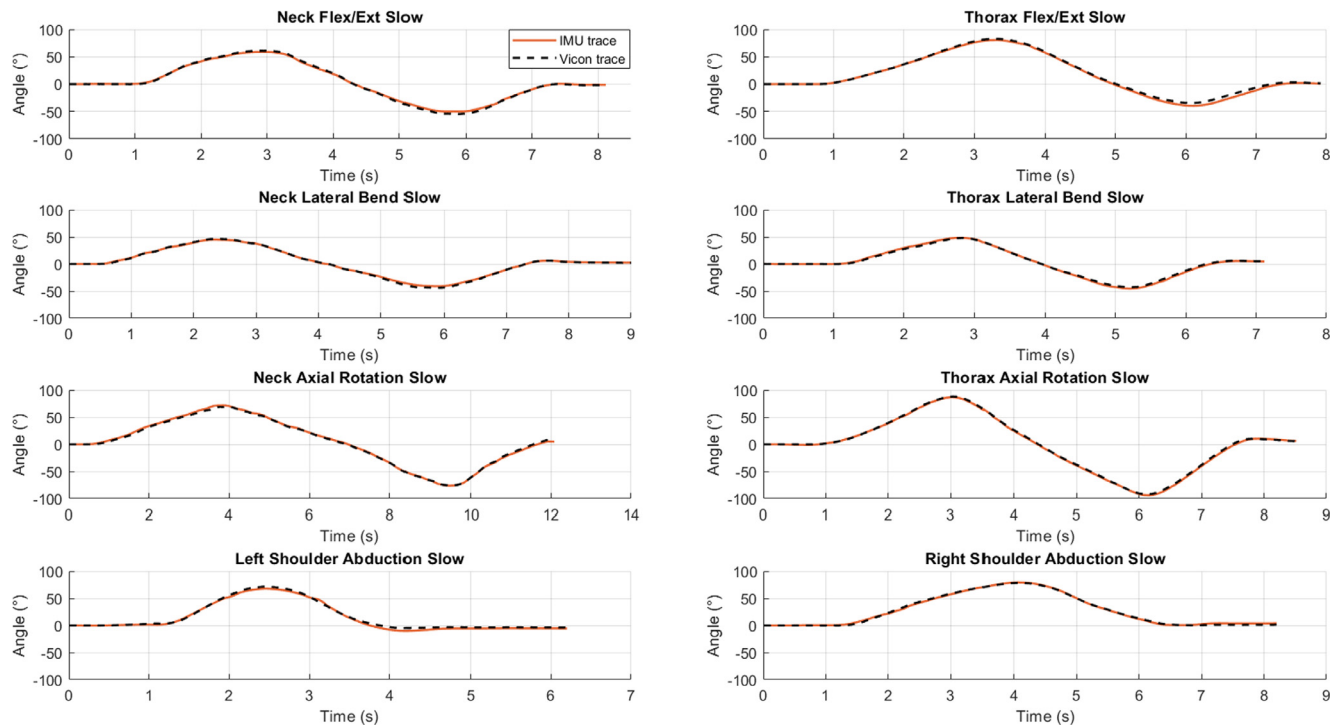 Neck Flex/Ext Slow
100
50
0
-50
-100
Angle (°)
IMU trace
Vicon trace
0 1 2 3 4 5 6 7 8
Time (s)
Thorax Flex/Ext Slow
100
50
0
-50
-100
Angle (°)
0 1 2 3 4 5 6 7 8
Time (s)
Neck Lateral Bend Slow
100
50
0
-50
-100
Angle (°)
0 1 2 3 4 5 6 7 8 9
Time (s)
Thorax Lateral Bend Slow
100
50
0
-50
-100
Angle (°)
0 1 2 3 4 5 6 7 8
Time (s)
Neck Axial Rotation Slow
100
50
0
-50
-100
Angle (°)
0 2 4 6 8 10 12 14
Time (s)
Thorax Axial Rotation Slow
100
50
0
-50
-100
Angle (°)
0 1 2 3 4 5 6 7 8 9
Time (s)
Left Shoulder Abduction Slow
100
50
0
-50
-100
Angle (°)
0 1 2 3 4 5 6 7
Time (s)
Right Shoulder Abduction Slow
100
50
0
-50
-100
Angle (°)
0 1 2 3 4 5 6 7 8 9
Time (s)